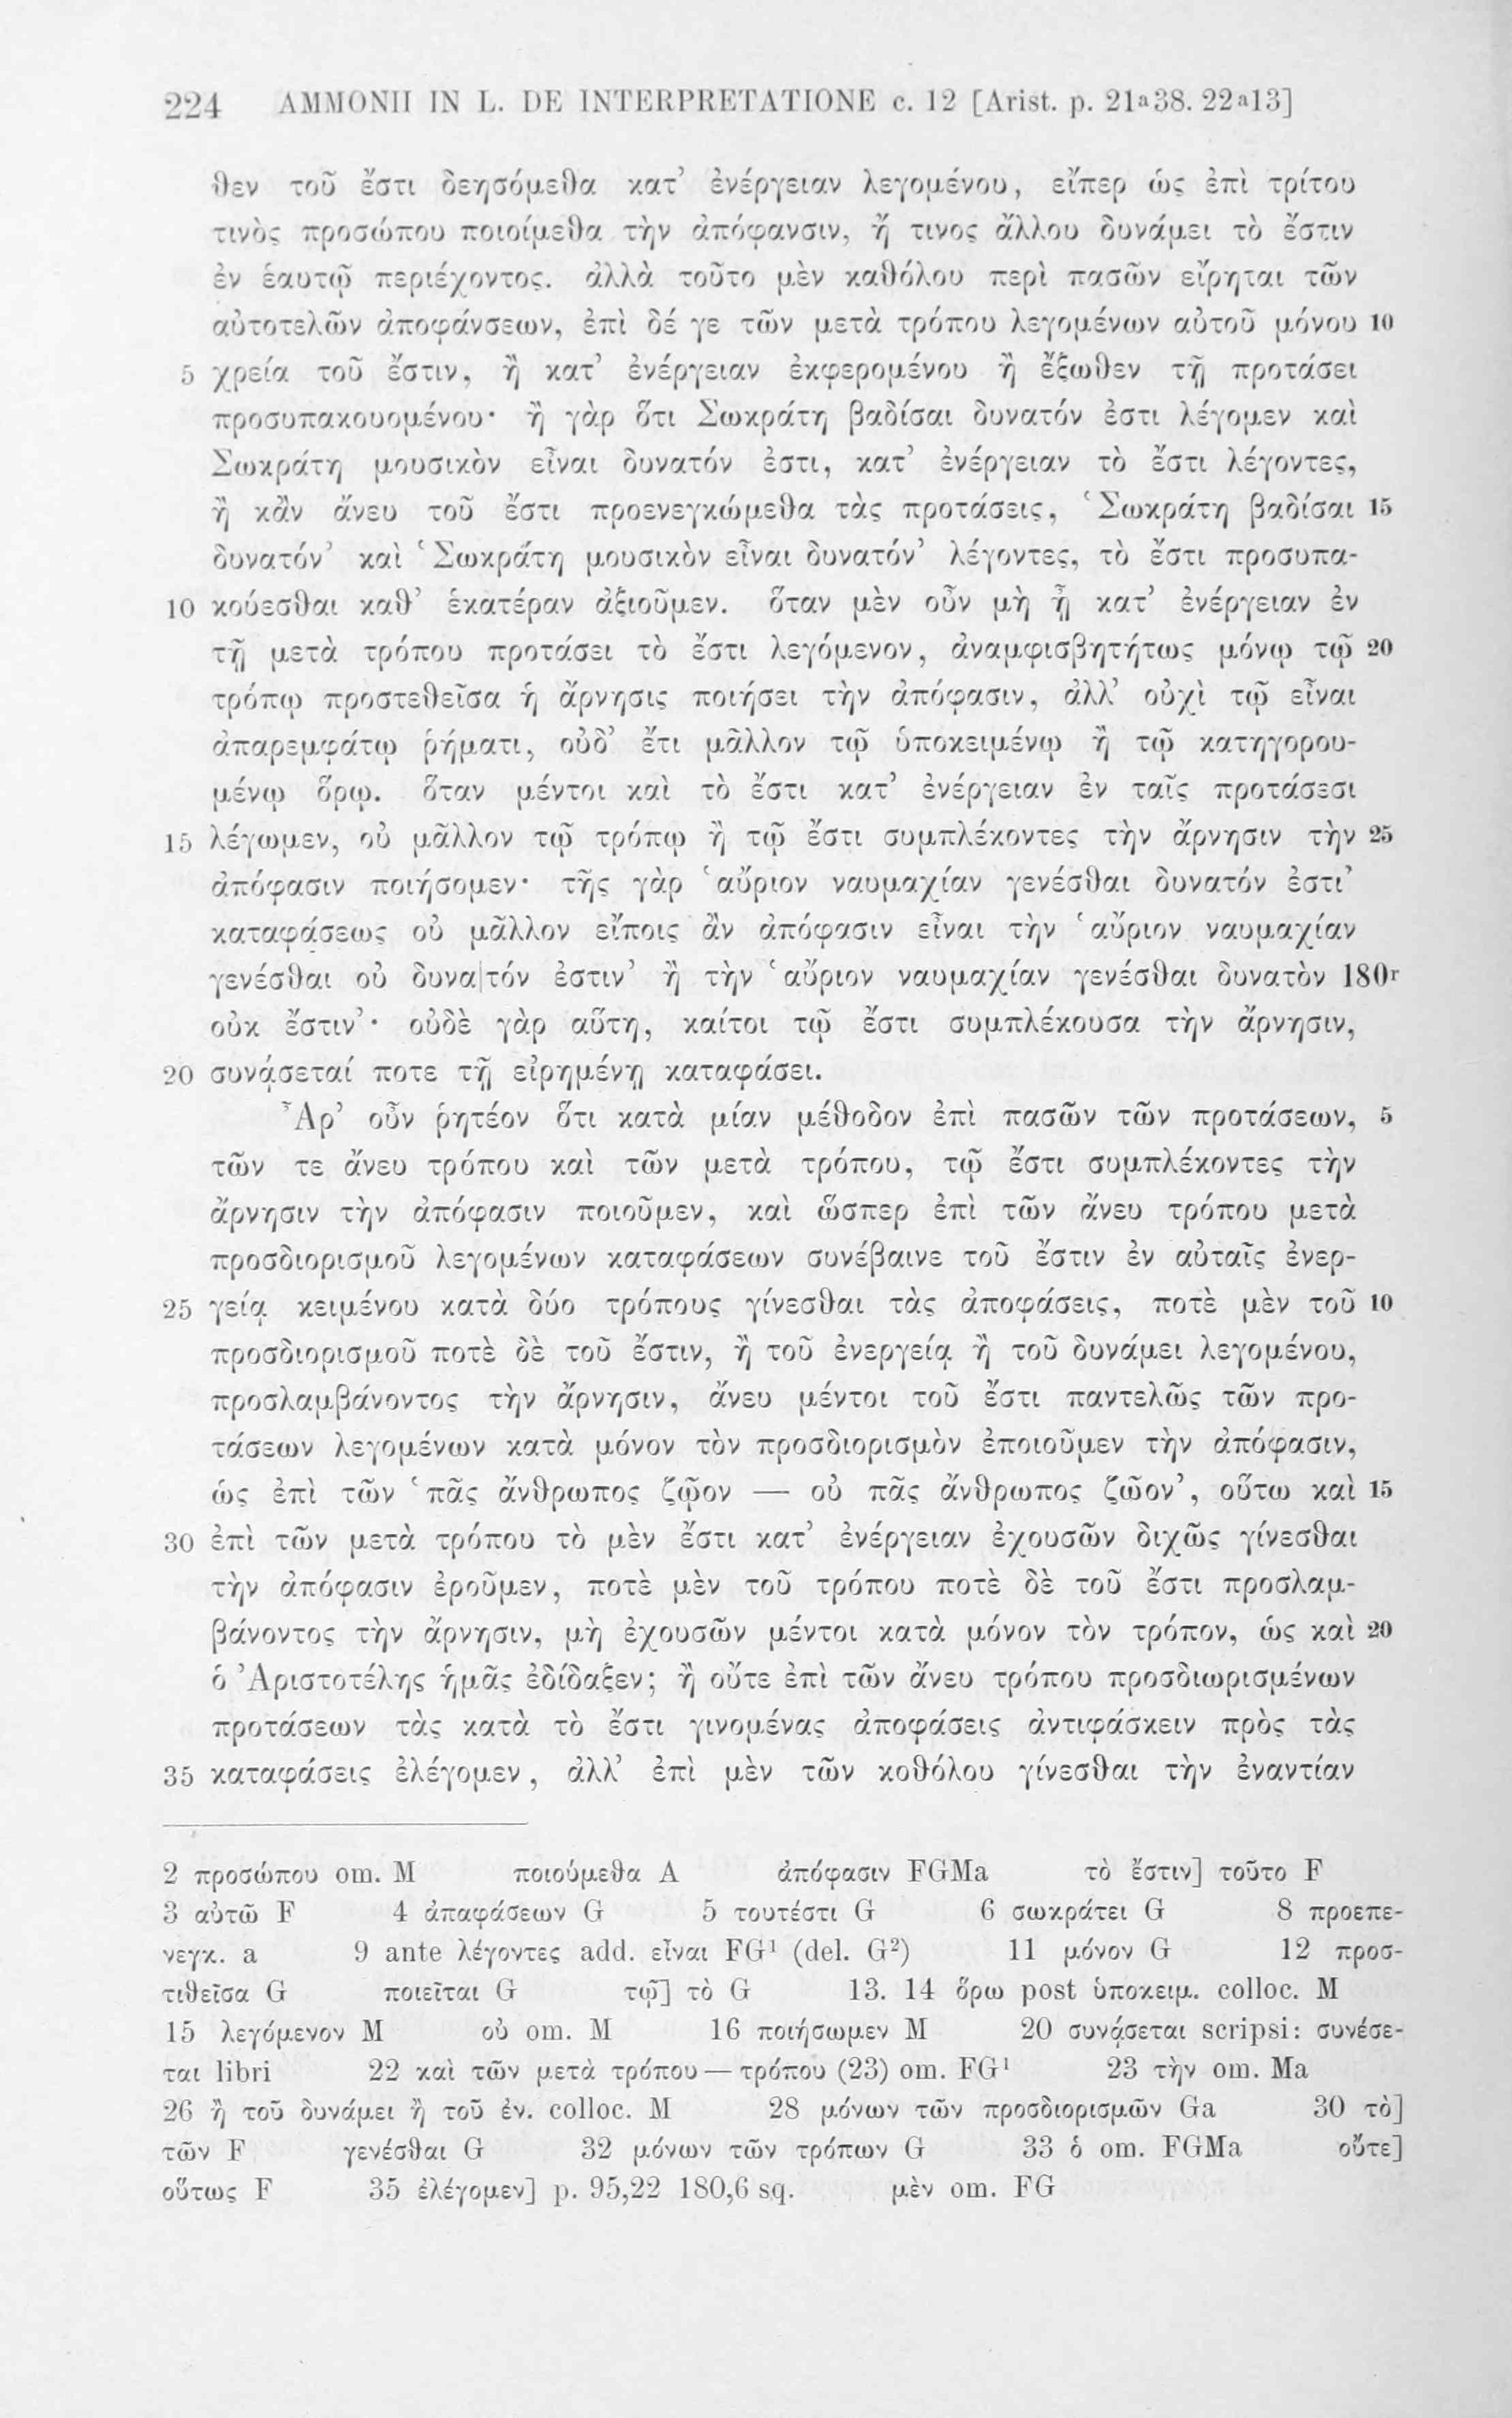 224 AMMONII IN L. DE INTERPRETATIONE c. 12 [Arist. p. 21ᵃ38. 22ᵃ13]
θεν τοῦ ἔστι δεησόμεθα κατ’ ἐνέργειαν λεγομένου, εἴπερ ὡς ἐπὶ τρίτου
τινὸς προσώπου ποιοίμεθα τὴν ἀπόφανσιν, ἤ τινος ἄλλου δυνάμει τὸ ἔστιν
ἐν ἑαυτῷ περιέχοντος. ἀλλὰ τοῦτο μὲν καθόλου περὶ πασῶν εἴρηται τῶν
αὐτοτελῶν ἀποφάνσεων, ἐπὶ δέ γε τῶν μετὰ τρόπου λεγομένων αὐτοῦ μόνου 10
5 χρεία τοῦ ἔστιν, ἢ κατ’ ἐνέργειαν ἐκφερομένου ἢ ἔξωθεν τῇ προτάσει
προσυπακουομένου· ἢ γὰρ ὅτι Σωκράτη βαδίσαι δυνατόν ἐστι λέγομεν καὶ
Σωκράτη μουσικὸν εἶναι δυνατόν ἐστι, κατ’ ἐνέργειαν τὸ ἔστι λέγοντες,
ἢ κἂν ἄνευ τοῦ ἔστι προενεγκώμεθα τὰς προτάσεις, ‘Σωκράτη βαδίσαι 15
δυνατόν’ καὶ ‘Σωκράτη μουσικὸν εἶναι δυνατόν’ λέγοντες, τὸ ἔστι προσυπα-
10 κούεσθαι καθ’ ἑκατέραν ἀξιοῦμεν. ὅταν μὲν οὖν μὴ ᾖ κατ’ ἐνέργειαν ἐν
τῇ μετὰ τρόπου προτάσει τὸ ἔστι λεγόμενον, ἀναμφισβητήτως μόνῳ τῷ 20
τρόπῳ προστεθεῖσα ἡ ἄρνησις ποιήσει τὴν ἀπόφασιν, ἀλλ’ οὐχὶ τῷ εἶναι
ἀπαρεμφάτῳ ῥήματι, οὐδ’ ἔτι μᾶλλον τῷ ὑποκειμένῳ ἢ τῷ κατηγορου-
μένῳ ὅρῳ. ὅταν μέντοι καὶ τὸ ἔστι κατ’ ἐνέργειαν ἐν ταῖς προτάσεσι
15 λέγωμεν, οὐ μᾶλλον τῷ τρόπῳ ἢ τῷ ἔστι συμπλέκοντες τὴν ἄρνησιν τὴν 25
ἀπόφασιν ποιήσομεν· τῆς γὰρ ‘αὔριον ναυμαχίαν γενέσθαι δυνατόν ἐστι’
καταφάσεως οὐ μᾶλλον εἴποις ἂν ἀπόφασιν εἶναι τὴν ‘αὔριον ναυμαχίαν
γενέσθαι οὐ δυνα|τόν ἐστιν’ ἢ τὴν ‘αὔριον ναυμαχίαν γενέσθαι δυνατὸν 180ʳ
οὐκ ἔστιν’· οὐδὲ γὰρ αὕτη, καίτοι τῷ ἔστι συμπλέκουσα τὴν ἄρνησιν,
20 συνᾴσεταί ποτε τῇ εἰρημένῃ καταφάσει.
Ἆρ’ οὖν ῥητέον ὅτι κατὰ μίαν μέθοδον ἐπὶ πασῶν τῶν προτάσεων, 5
τῶν τε ἄνευ τρόπου καὶ τῶν μετὰ τρόπου, τῷ ἔστι συμπλέκοντες τὴν
ἄρνησιν τὴν ἀπόφασιν ποιοῦμεν, καὶ ὥσπερ ἐπὶ τῶν ἄνευ τρόπου μετὰ
προσδιορισμοῦ λεγομένων καταφάσεων συνέβαινε τοῦ ἔστιν ἐν αὐταῖς ἐνερ-
25 γείᾳ κειμένου κατὰ δύο τρόπους γίνεσθαι τὰς ἀποφάσεις, ποτὲ μὲν τοῦ 10
προσδιορισμοῦ ποτὲ δὲ τοῦ ἔστιν, ἢ τοῦ ἐνεργείᾳ ἢ τοῦ δυνάμει λεγομένου,
προσλαμβάνοντος τὴν ἄρνησιν, ἄνευ μέντοι τοῦ ἔστι παντελῶς τῶν προ-
τάσεων λεγομένων κατὰ μόνον τὸν προσδιορισμὸν ἐποιοῦμεν τὴν ἀπόφασιν,
ὡς ἐπὶ τῶν ‘πᾶς ἄνθρωπος ζῷον — οὐ πᾶς ἄνθρωπος ζῶον’, οὕτω καὶ 15
30 ἐπὶ τῶν μετὰ τρόπου τὸ μὲν ἔστι κατ’ ἐνέργειαν ἐχουσῶν διχῶς γίνεσθαι
τὴν ἀπόφασιν ἐροῦμεν, ποτὲ μὲν τοῦ τρόπου ποτὲ δὲ τοῦ ἔστι προσλαμ-
βάνοντος τὴν ἄρνησιν, μὴ ἐχουσῶν μέντοι κατὰ μόνον τὸν τρόπον, ὡς καὶ 20
ὁ Ἀριστοτέλης ἡμᾶς ἐδίδαξεν; ἢ οὔτε ἐπὶ τῶν ἄνευ τρόπου προσδιωρισμένων
προτάσεων τὰς κατὰ τὸ ἔστι γινομένας ἀποφάσεις ἀντιφάσκειν πρὸς τὰς
35 καταφάσεις ἐλέγομεν, ἀλλ’ ἐπὶ μὲν τῶν κοθόλου γίνεσθαι τὴν ἐναντίαν
2 προσώπου om. M ποιούμεθα A ἀπόφασιν FGMa τὸ ἔστιν] τοῦτο F
3 αὐτῶ F 4 ἀπαφάσεων G 5 τουτέστι G 6 σωκράτει G 8 προεπε-
νεγκ. a 9 ante λέγοντες add. εἶναι FG¹ (del. G²) 11 μόνον G 12 προσ-
τιθεῖσα G ποιεῖται G τῷ] τὸ G 13. 14 ὅρω post ὑποκειμ. colloc. M
15 λεγόμενον M οὐ om. M 16 ποιήσωμεν M 20 συνᾴσεται scripsi: συνέσε-
ται libri 22 καὶ τῶν μετὰ τρόπου — τρόπου (23) om. FG¹ 23 τὴν om. Ma
26 ἢ τοῦ δυνάμει ἢ τοῦ ἐν. colloc. M 28 μόνων τῶν προσδιορισμῶν Ga 30 τὸ]
τῶν F γενέσθαι G 32 μόνων τῶν τρόπων G 33 ὁ om. FGMa οὔτε]
οὕτως F 35 ἐλέγομεν] p. 95,22 180,6 sq. μὲν om. FG